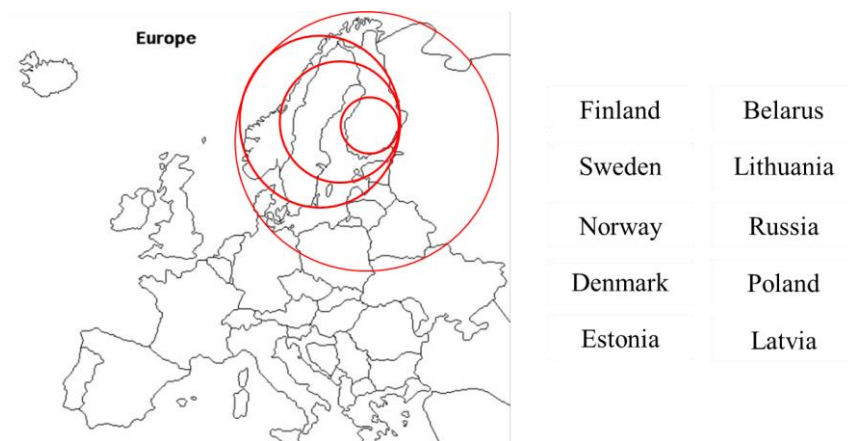 Europe
Finland Belarus
Sweden Lithuania
Norway Russia
Denmark Poland
Estonia Latvia